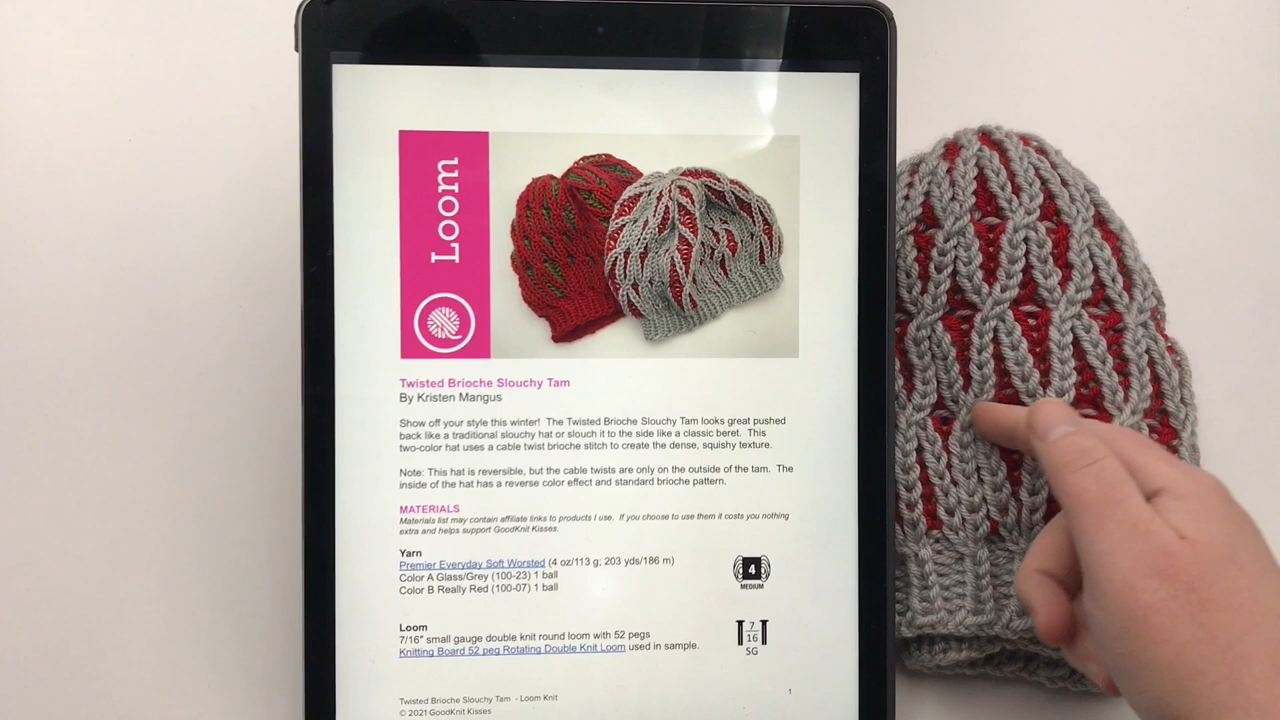 Loom
Twisted Brioche Slouchy Tam
By Kristen Mangus
Show off your style this winter!  The Twisted Brioche Slouchy Tam looks great pushed
back like a traditional slouchy hat or slouch it to the side like a classic beret.  This
two-color hat uses a cable twist brioche stitch to create the dense, squishy texture.
Note: This hat is reversible, but the cable twists are only on the outside of the tam.  The
inside of the hat has a reverse color effect and standard brioche pattern.
MATERIALS
Materials list may contain affiliate links to products I use.  If you choose to use them it costs you nothing
extra and helps support GoodKnit Kisses.
Yarn
Premier Everyday Soft Worsted (4 oz/113 g; 203 yds/186 m)
Color A Glass/Grey (100-23) 1 ball
Color B Really Red (100-07) 1 ball
4
MEDIUM
Loom
7/16" small gauge double knit round loom with 52 pegs
Knitting Board 52 peg Rotating Double Knit Loom used in sample.
7
16
SG
Twisted Brioche Slouchy Tam  - Loom Knit
© 2021 GoodKnit Kisses
1